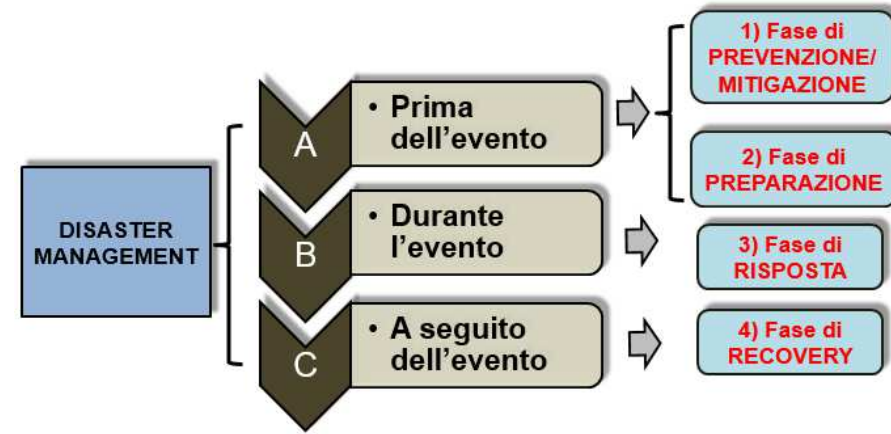 DISASTER
MANAGEMENT
A
• Prima
dell'evento
1) Fase di
PREVENZIONE/
MITIGAZIONE
2) Fase di
PREPARAZIONE
B
• Durante
l'evento
3) Fase di
RISPOSTA
C
• A seguito
dell'evento
4) Fase di
RECOVERY